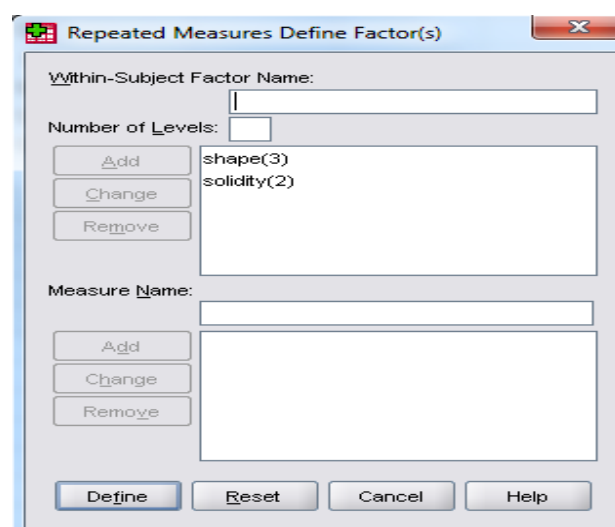 Repeated Measures Define Factor(s)
Within-Subject Factor Name:
Number of Levels:
Add
Change
Remove
shape(3)
solidity(2)
Measure Name:
Add
Change
Remove
Define Reset Cancel Help